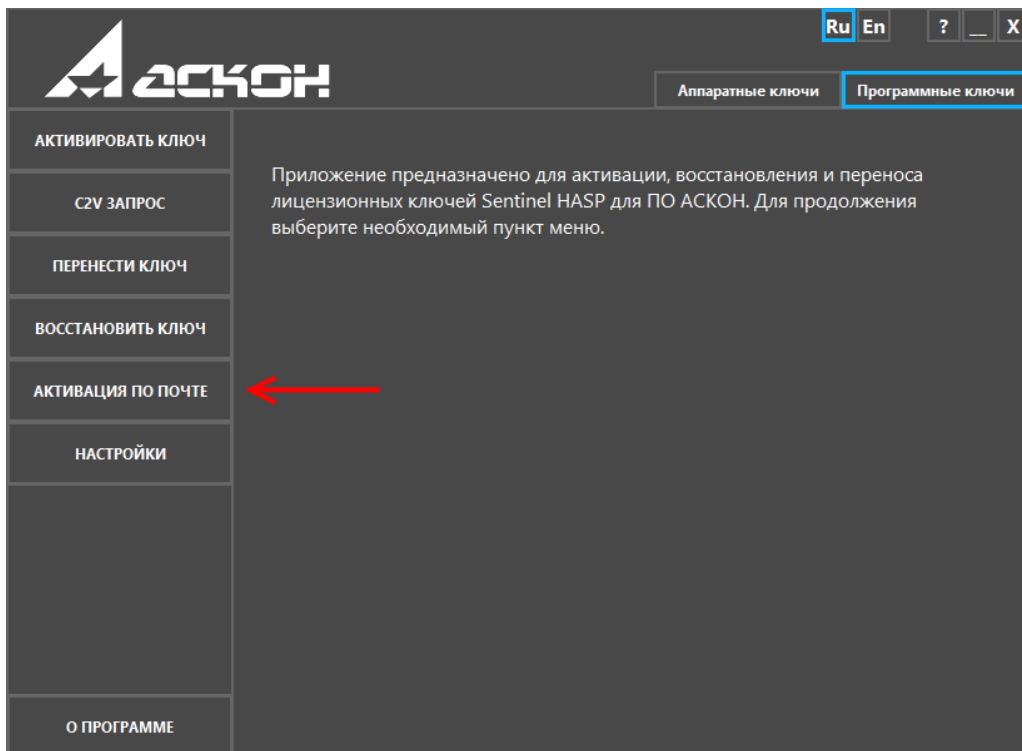 Ru En ? __ X
АСКОН
Аппаратные ключи Программные ключи
АКТИВИРОВАТЬ КЛЮЧ
C2V ЗАПРОС
ПЕРЕНЕСТИ КЛЮЧ
ВОССТАНОВИТЬ КЛЮЧ
АКТИВАЦИЯ ПО ПОЧТЕ
НАСТРОЙКИ
О ПРОГРАММЕ
Приложение предназначено для активации, восстановления и переноса
лицензионных ключей Sentinel HASP для ПО АСКОН. Для продолжения
выберите необходимый пункт меню.